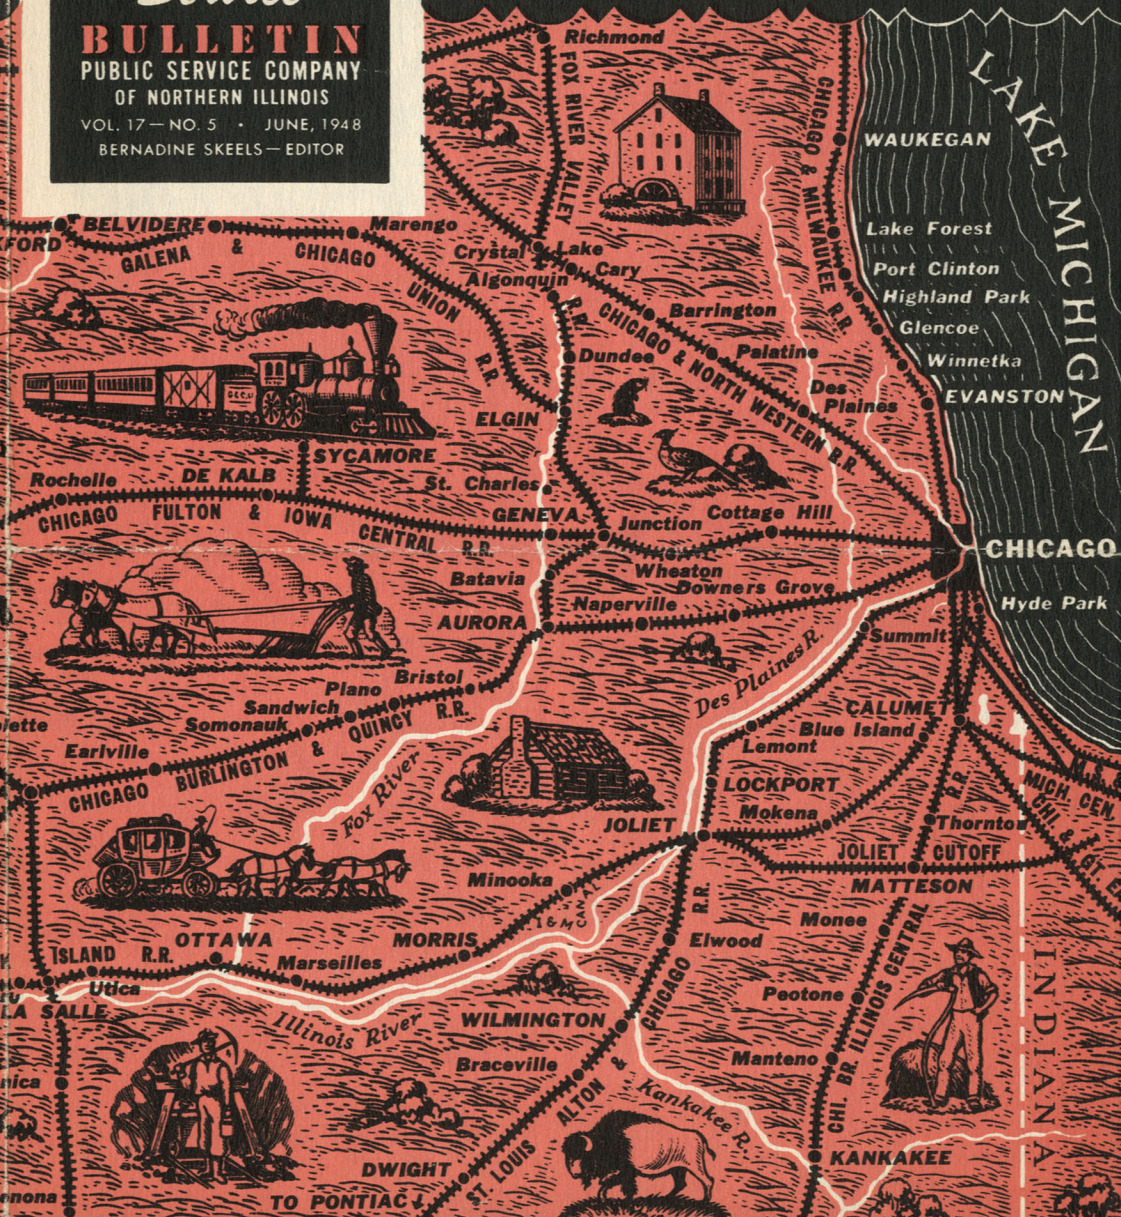 BULLETIN
PUBLIC SERVICE COMPANY
OF NORTHERN ILLINOIS
VOL. 17—NO. 5 • JUNE, 1948
BERNADINE SKEELS—EDITOR
Richmond
FOX RIVER VALLEY R.R.
CHICAGO & MILWAUKEE R.R.
LAKE MICHIGAN
WAUKEGAN
Lake Forest
Port Clinton
Highland Park
Glencoe
Winnetka
EVANSTON
BELVIDERE
Marengo
GALENA & CHICAGO UNION R.R.
Crystal Lake
Algonquin
Cary
Barrington
CHICAGO & NORTH WESTERN R.R.
Dundee
Palatine
Des Plaines
ELGIN
SYCAMORE
Rochelle
DE KALB
St. Charles
CHICAGO FULTON & IOWA CENTRAL R.R.
GENEVA
Junction
Cottage Hill
CHICAGO
Wheaton
Batavia
Downers Grove
Naperville
Hyde Park
AURORA
Summit
Des Plaines R.
Bristol
Plano
Sandwich
Somonauk
CALUMET
Blue Island
Earlville
CHICAGO BURLINGTON & QUINCY R.R.
Lemont
Fox River
LOCKPORT
Mokena
MICH. CEN.
M.S.
CHI. &
R.R.
Thornton
JOLIET
JOLIET CUTOFF
MATTESON
Minooka
I & M CANAL
R.R.
Monee
ISLAND R.R.
OTTAWA
MORRIS
Marseilles
Elwood
INDIANA
Utica
LA SALLE
Illinois River
WILMINGTON
Peotone
Braceville
Manteno
CHI. BR. ILLINOIS CENTRAL
Kankakee R.
KANKAKEE
DWIGHT
ST. LOUIS ALTON & CHICAGO
TO PONTIAC